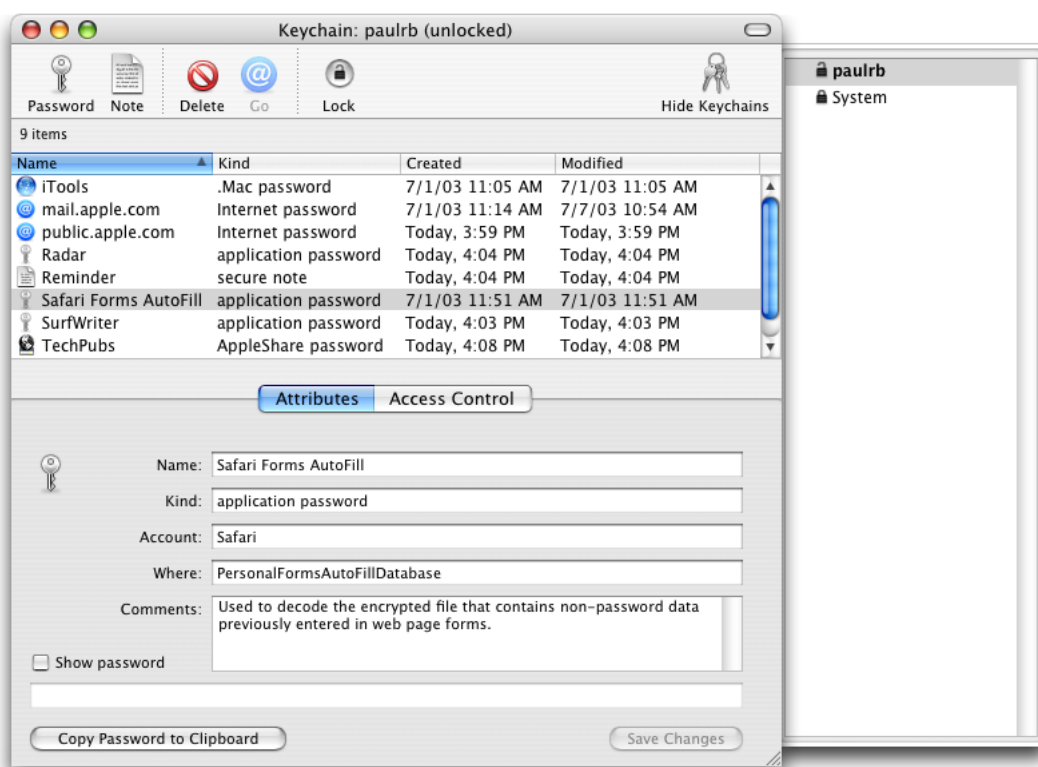 Keychain: paulrb (unlocked)
Password Note Delete Go Lock Hide Keychains
9 items
Name Kind Created Modified
iTools .Mac password 7/1/03 11:05 AM 7/1/03 11:05 AM
mail.apple.com Internet password 7/1/03 11:14 AM 7/7/03 10:54 AM
public.apple.com Internet password Today, 3:59 PM Today, 3:59 PM
Radar application password Today, 4:04 PM Today, 4:04 PM
Reminder secure note Today, 4:04 PM Today, 4:04 PM
Safari Forms AutoFill application password 7/1/03 11:51 AM 7/1/03 11:51 AM
SurfWriter application password Today, 4:03 PM Today, 4:03 PM
TechPubs AppleShare password Today, 4:08 PM Today, 4:08 PM
Attributes Access Control
Name: Safari Forms AutoFill
Kind: application password
Account: Safari
Where: PersonalFormsAutoFillDatabase
Comments: Used to decode the encrypted file that contains non-password data
previously entered in web page forms.
Show password
Copy Password to Clipboard Save Changes
paulrb
System